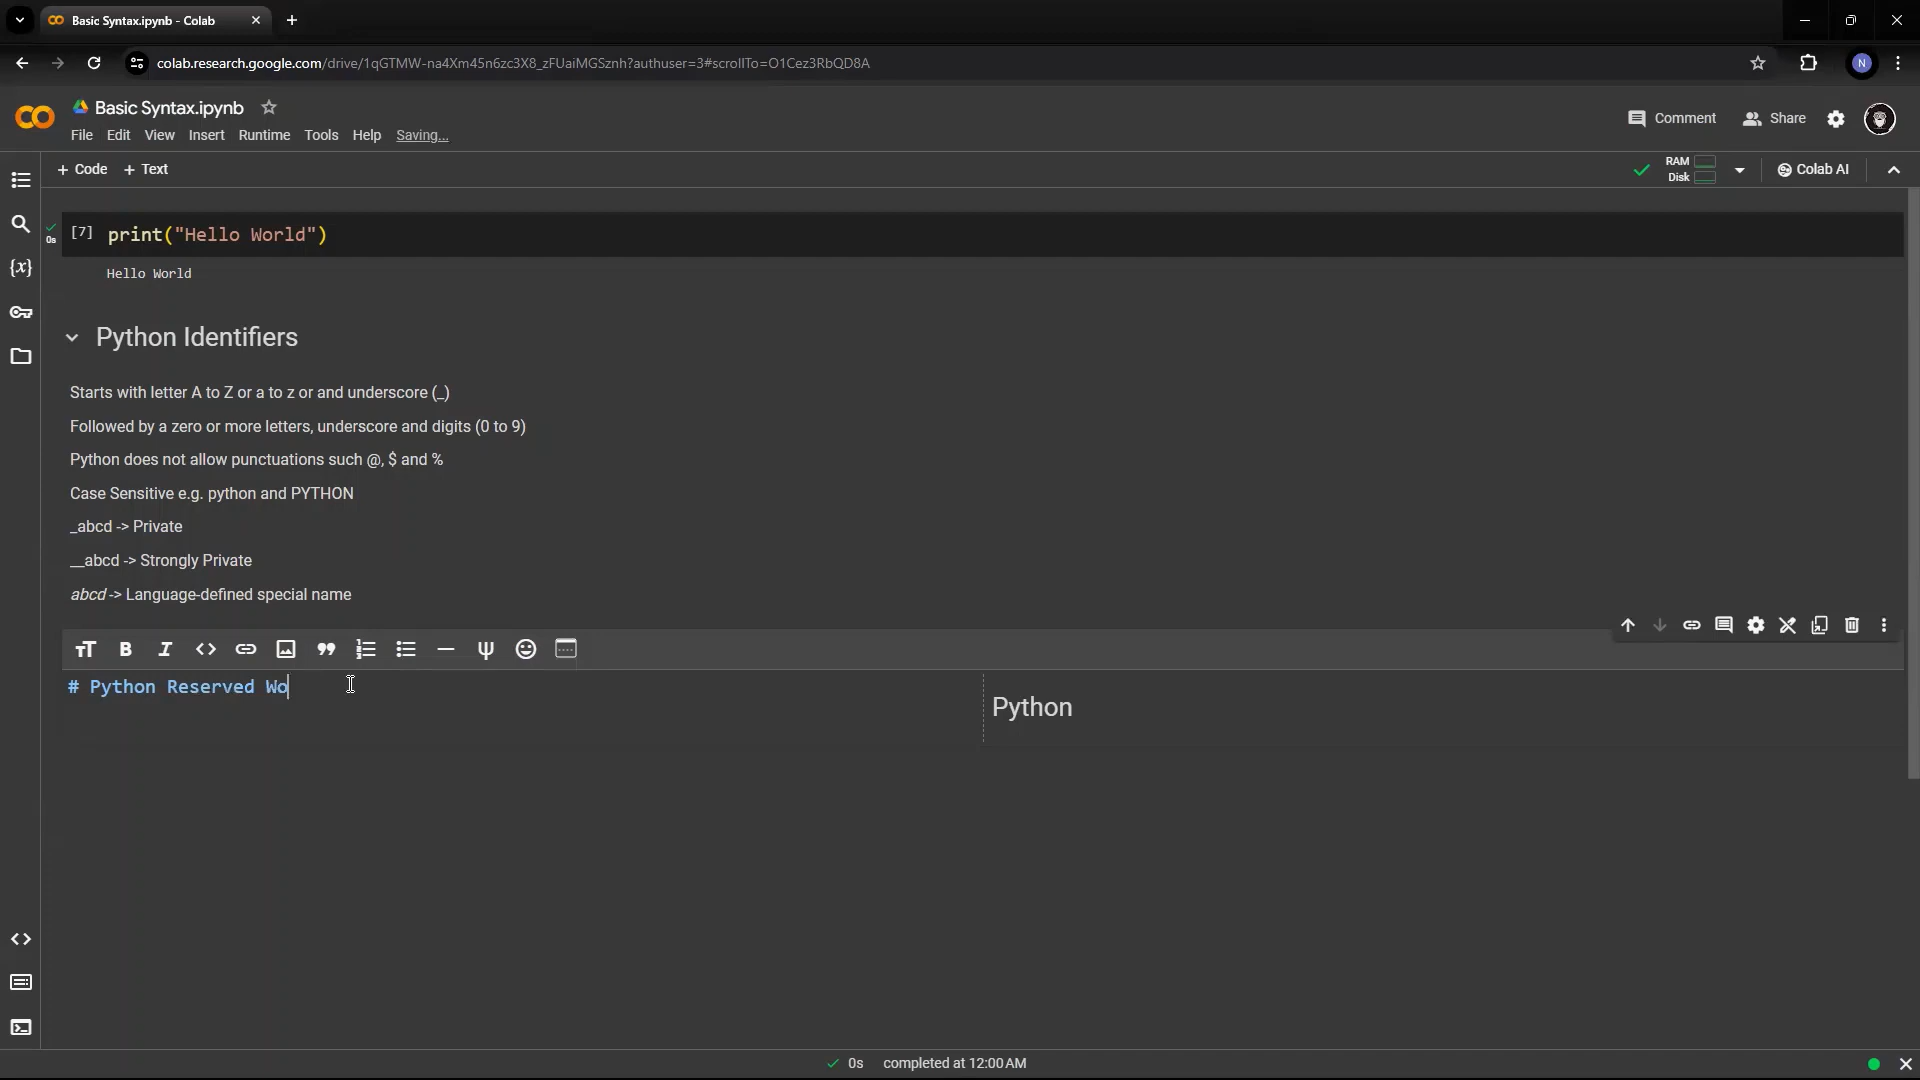 Basic Syntax.ipynb - Colab
colab.research.google.com/drive/1qGTMW-na4Xm45n6zc3X8_zFUaiMGSznh?authuser=3#scrollTo=O1Cez3RbQD8A
N
Basic Syntax.ipynb
File Edit View Insert Runtime Tools Help Saving...
Comment Share
+ Code + Text
RAM
Disk
Colab AI
[7] print("Hello World")
0s
Hello World
Python Identifiers
Starts with letter A to Z or a to z or and underscore (_)
Followed by a zero or more letters, underscore and digits (0 to 9)
Python does not allow punctuations such @, $ and %
Case Sensitive e.g. python and PYTHON
_abcd -> Private
__abcd -> Strongly Private
abcd -> Language-defined special name
# Python Reserved Wo
Python
0s completed at 12:00 AM